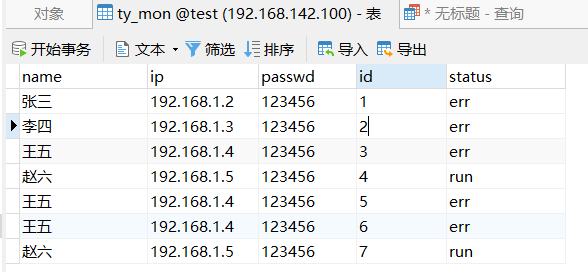 对象 ty_mon @test (192.168.142.100) - 表 * 无标题 - 查询
开始事务 文本 筛选 排序 导入 导出
name ip passwd id status
张三 192.168.1.2 123456 1 err
李四 192.168.1.3 123456 2 err
王五 192.168.1.4 123456 3 err
赵六 192.168.1.5 123456 4 run
王五 192.168.1.4 123456 5 err
王五 192.168.1.4 123456 6 err
赵六 192.168.1.5 123456 7 run